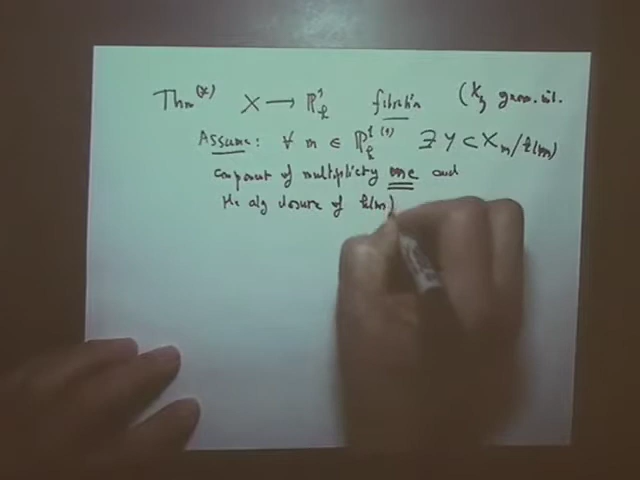 Thm (*) X → ℙ¹_k fibration (X_η geom. int.
Assume: ∀ m ∈ ℙ¹_k ⁽¹⁾ ∃ Y ⊂ X_m/k(m)
component of multiplicity one and
the alg closure of k(m)